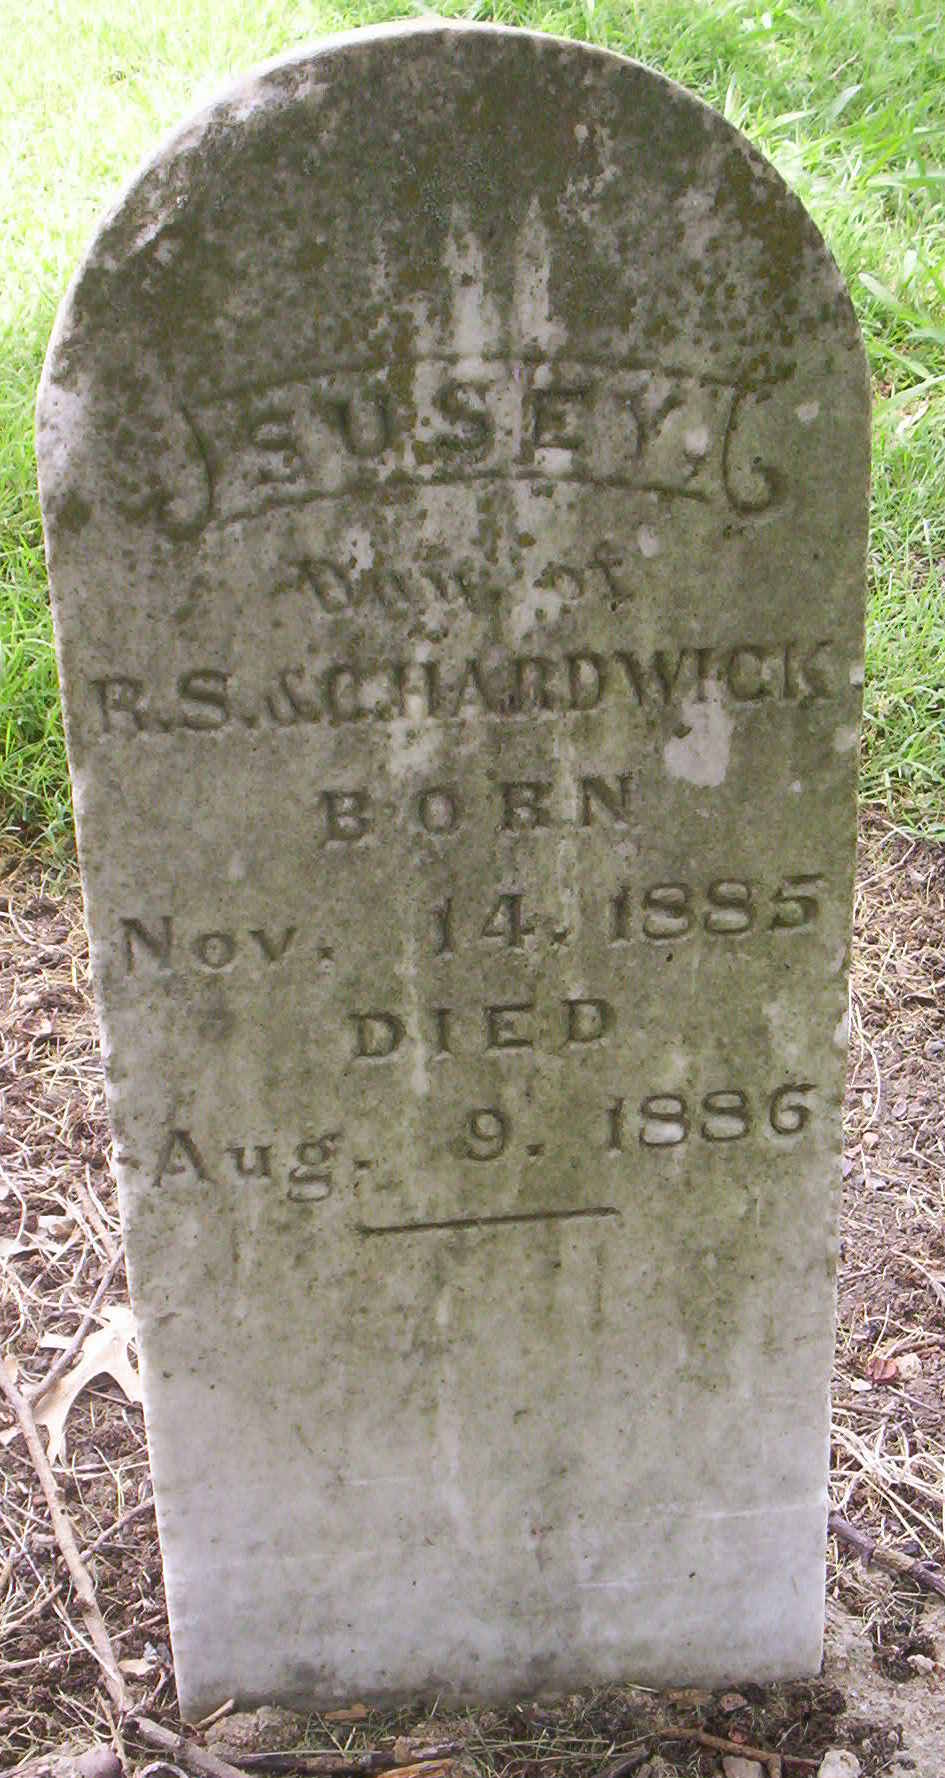 SUSEY,
Dau. of
R.S. & C. HARDWICK
BORN
Nov. 14. 1885
DIED
Aug. 9. 1886